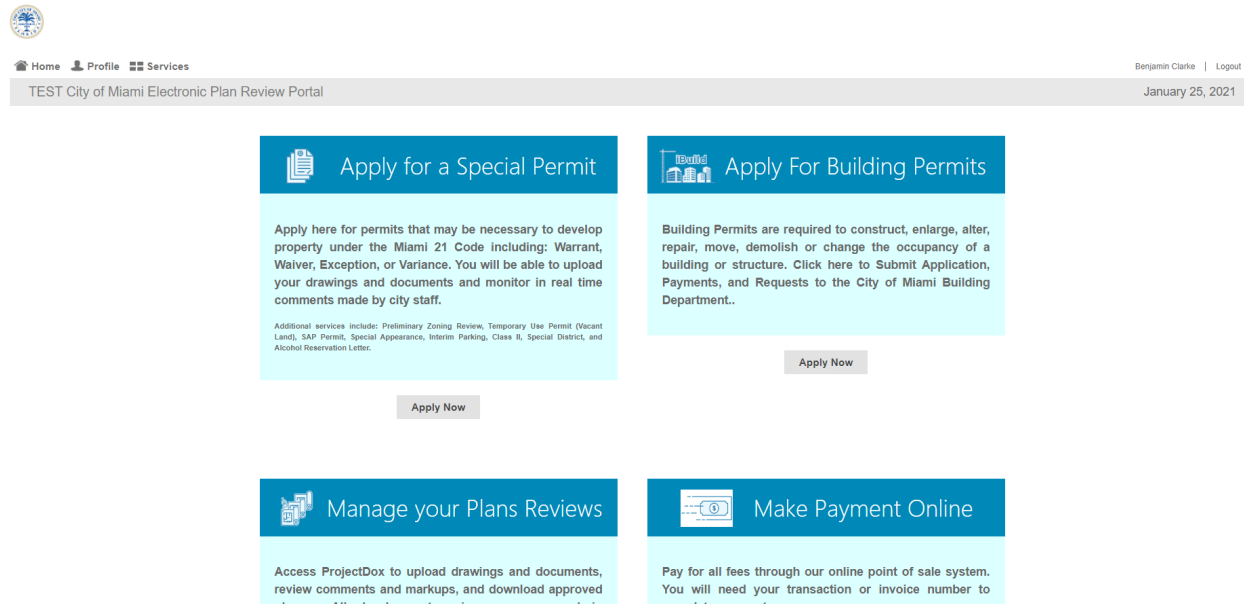 Home Profile Services
Benjamin Clarke | Logout
TEST City of Miami Electronic Plan Review Portal
January 25, 2021
Apply for a Special Permit
Apply here for permits that may be necessary to develop
property under the Miami 21 Code including: Warrant,
Waiver, Exception, or Variance. You will be able to upload
your drawings and documents and monitor in real time
comments made by city staff.
Additional services include: Preliminary Zoning Review, Temporary Use Permit (Vacant
Land), SAP Permit, Special Appearance, Interim Parking, Class II, Special District, and
Alcohol Reservation Letter.
Apply Now
iBuild
Apply For Building Permits
Building Permits are required to construct, enlarge, alter,
repair, move, demolish or change the occupancy of a
building or structure. Click here to Submit Application,
Payments, and Requests to the City of Miami Building
Department..
Apply Now
Manage your Plans Reviews
Access ProjectDox to upload drawings and documents,
review comments and markups, and download approved
Make Payment Online
Pay for all fees through our online point of sale system.
You will need your transaction or invoice number to